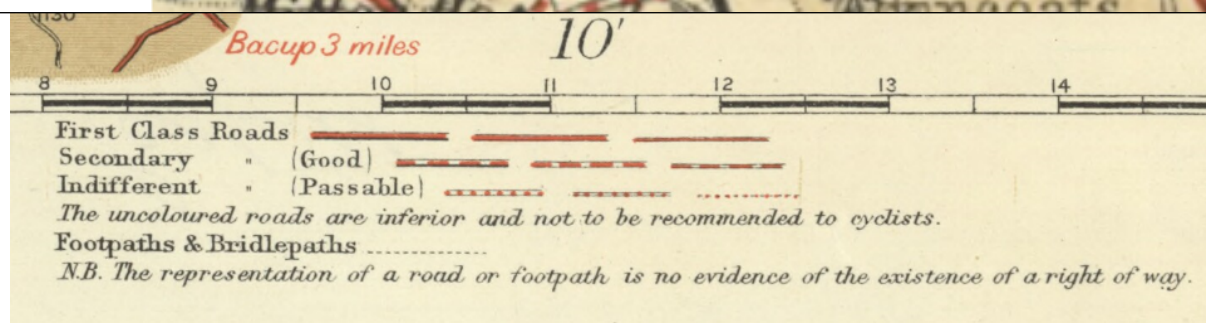 1130
Bacup 3 miles
10'
8 9 10 11 12 13 14
First Class Roads
Secondary " (Good)
Indifferent " (Passable)
The uncoloured roads are inferior and not to be recommended to cyclists.
Footpaths & Bridlepaths
N.B. The representation of a road or footpath is no evidence of the existence of a right of way.